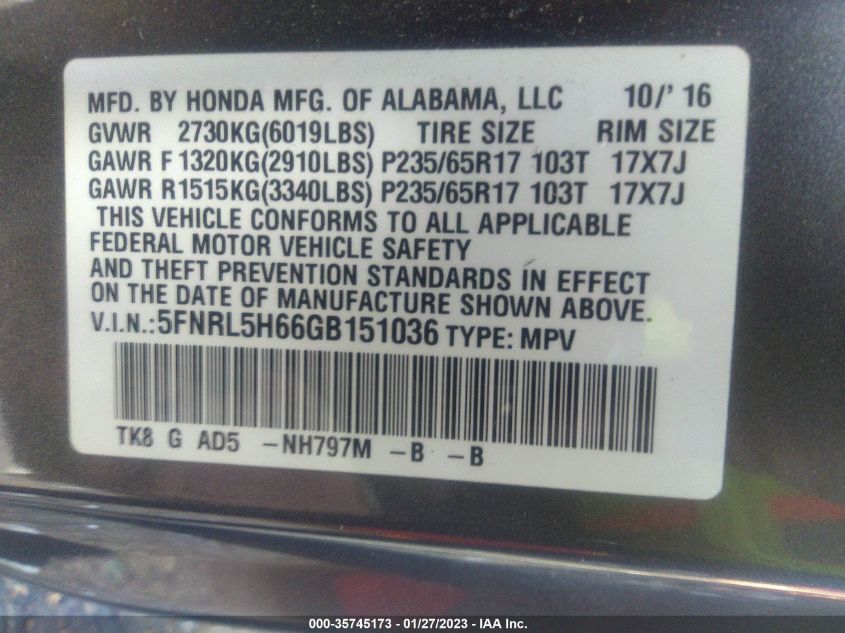 MFD. BY HONDA MFG. OF ALABAMA, LLC 10/'16
GVWR 2730KG(6019LBS) TIRE SIZE RIM SIZE
GAWR F1320KG(2910LBS) P235/65R17 103T 17X7J
GAWR R1515KG(3340LBS) P235/65R17 103T 17X7J
THIS VEHICLE CONFORMS TO ALL APPLICABLE
FEDERAL MOTOR VEHICLE SAFETY
AND THEFT PREVENTION STANDARDS IN EFFECT
ON THE DATE OF MANUFACTURE SHOWN ABOVE.
V.I.N.:5FNRL5H66GB151036 TYPE: MPV
TK8 G AD5 -NH797M -B -B
000-35745173 - 01/27/2023 - IAA Inc.